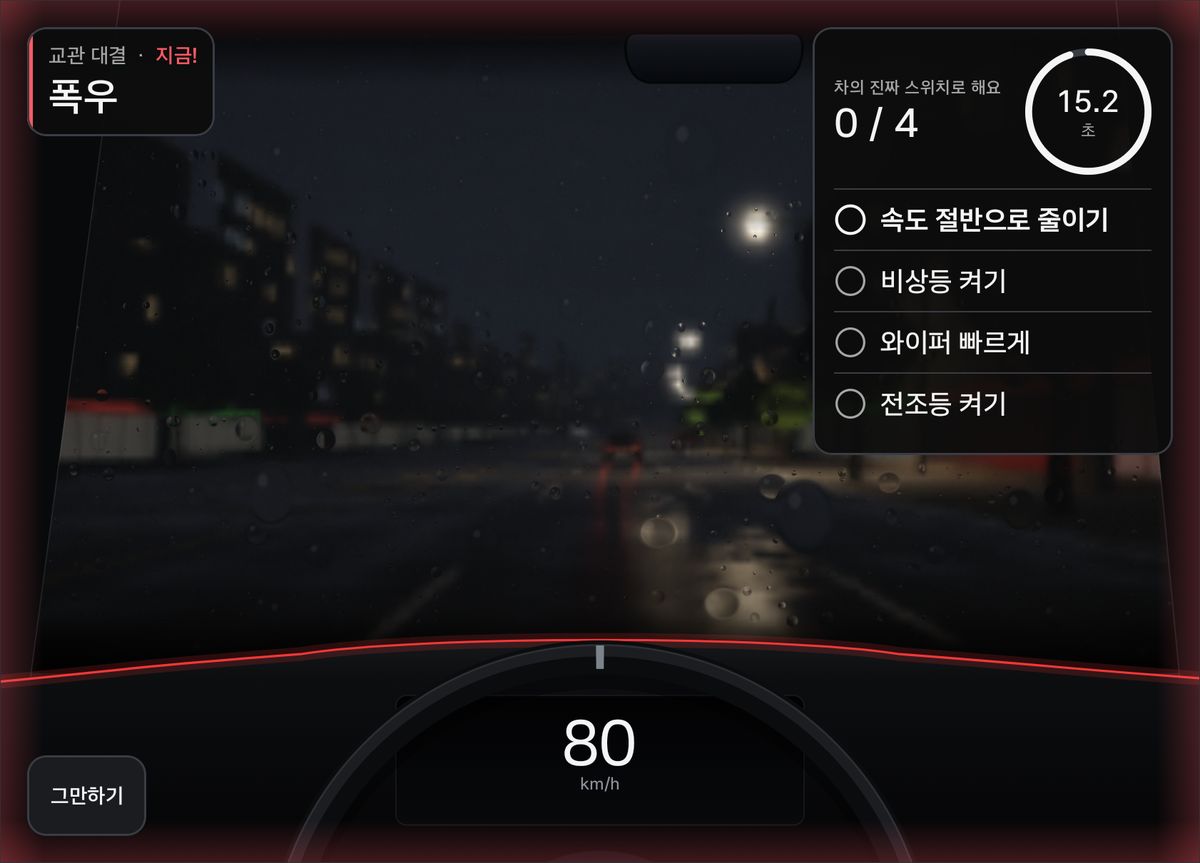 교관 대결 · 지금!
폭우
차의 진짜 스위치로 해요
0 / 4
15.2
초
속도 절반으로 줄이기
비상등 켜기
와이퍼 빠르게
전조등 켜기
80
km/h
그만하기